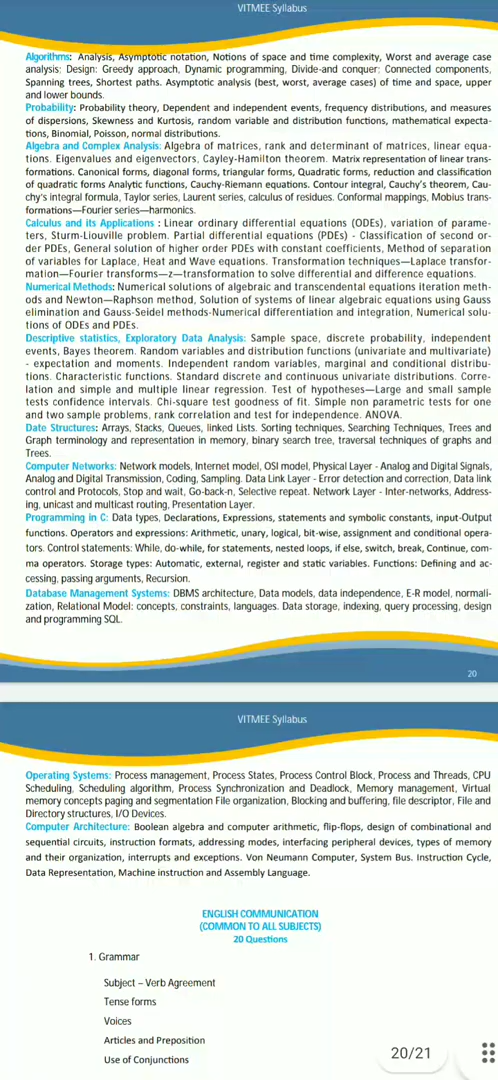 VITMEE Syllabus
Algorithms: Analysis, Asymptotic notation, Notions of space and time complexity, Worst and average case
analysis; Design: Greedy approach, Dynamic programming, Divide-and conquer: Connected components,
Spanning trees, Shortest paths. Asymptotic analysis (best, worst, average cases) of time and space, upper
and lower bounds.
Probability: Probability theory, Dependent and independent events, frequency distributions, and measures
of dispersions, Skewness and Kurtosis, random variable and distribution functions, mathematical expecta-
tions, Binomial, Poisson, normal distributions.
Algebra and Complex Analysis: Algebra of matrices, rank and determinant of matrices, linear equa-
tions. Eigenvalues and eigenvectors, Cayley-Hamilton theorem. Matrix representation of linear trans-
formations. Canonical forms, diagonal forms, triangular forms, Quadratic forms, reduction and classification
of quadratic forms Analytic functions, Cauchy-Riemann equations. Contour integral, Cauchy's theorem, Cau-
chy's integral formula, Taylor series, Laurent series, calculus of residues. Conformal mappings, Mobius trans-
formations—Fourier series—harmonics.
Calculus and its Applications : Linear ordinary differential equations (ODEs), variation of parame-
ters, Sturm-Liouville problem. Partial differential equations (PDEs) - Classification of second or-
der PDEs, General solution of higher order PDEs with constant coefficients, Method of separation
of variables for Laplace, Heat and Wave equations. Transformation techniques—Laplace transfor-
mation—Fourier transforms—z—transformation to solve differential and difference equations.
Numerical Methods: Numerical solutions of algebraic and transcendental equations iteration meth-
ods and Newton—Raphson method, Solution of systems of linear algebraic equations using Gauss
elimination and Gauss-Seidel methods-Numerical differentiation and integration, Numerical solu-
tions of ODEs and PDEs.
Descriptive statistics, Exploratory Data Analysis: Sample space, discrete probability, independent
events, Bayes theorem. Random variables and distribution functions (univariate and multivariate)
- expectation and moments. Independent random variables, marginal and conditional distribu-
tions. Characteristic functions. Standard discrete and continuous univariate distributions. Corre-
lation and simple and multiple linear regression. Test of hypotheses—Large and small sample
tests confidence intervals. Chi-square test goodness of fit. Simple non parametric tests for one
and two sample problems, rank correlation and test for independence. ANOVA.
Date Structures: Arrays, Stacks, Queues, linked Lists. Sorting techniques, Searching Techniques, Trees and
Graph terminology and representation in memory, binary search tree, traversal techniques of graphs and
Trees.
Computer Networks: Network models, Internet model, OSI model, Physical Layer - Analog and Digital Signals,
Analog and Digital Transmission, Coding, Sampling. Data Link Layer - Error detection and correction, Data link
control and Protocols, Stop and wait, Go-back-n, Selective repeat. Network Layer - Inter-networks, Address-
ing, unicast and multicast routing, Presentation Layer.
Programming in C: Data types, Declarations, Expressions, statements and symbolic constants, input-Output
functions. Operators and expressions: Arithmetic, unary, logical, bit-wise, assignment and conditional opera-
tors. Control statements: While, do-while, for statements, nested loops, if else, switch, break, Continue, com-
ma operators. Storage types: Automatic, external, register and static variables. Functions: Defining and ac-
cessing, passing arguments, Recursion.
Database Management Systems: DBMS architecture, Data models, data independence, E-R model, normali-
zation, Relational Model: concepts, constraints, languages. Data storage, indexing, query processing, design
and programming SQL.
20
VITMEE Syllabus
Operating Systems: Process management, Process States, Process Control Block, Process and Threads, CPU
Scheduling, Scheduling algorithm, Process Synchronization and Deadlock, Memory management, Virtual
memory concepts paging and segmentation File organization, Blocking and buffering, file descriptor, File and
Directory structures, I/O Devices.
Computer Architecture: Boolean algebra and computer arithmetic, flip-flops, design of combinational and
sequential circuits, instruction formats, addressing modes, interfacing peripheral devices, types of memory
and their organization, interrupts and exceptions. Von Neumann Computer, System Bus. Instruction Cycle,
Data Representation, Machine instruction and Assembly Language.
ENGLISH COMMUNICATION
(COMMON TO ALL SUBJECTS)
20 Questions
1. Grammar
Subject – Verb Agreement
Tense forms
Voices
Articles and Preposition
Use of Conjunctions
20/21